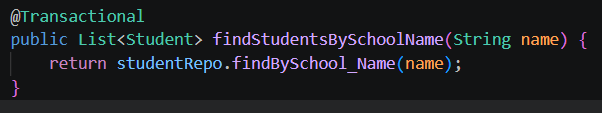 @Transactional
public List<Student> findStudentsBySchoolName(String name) {
    return studentRepo.findBySchool_Name(name);
}